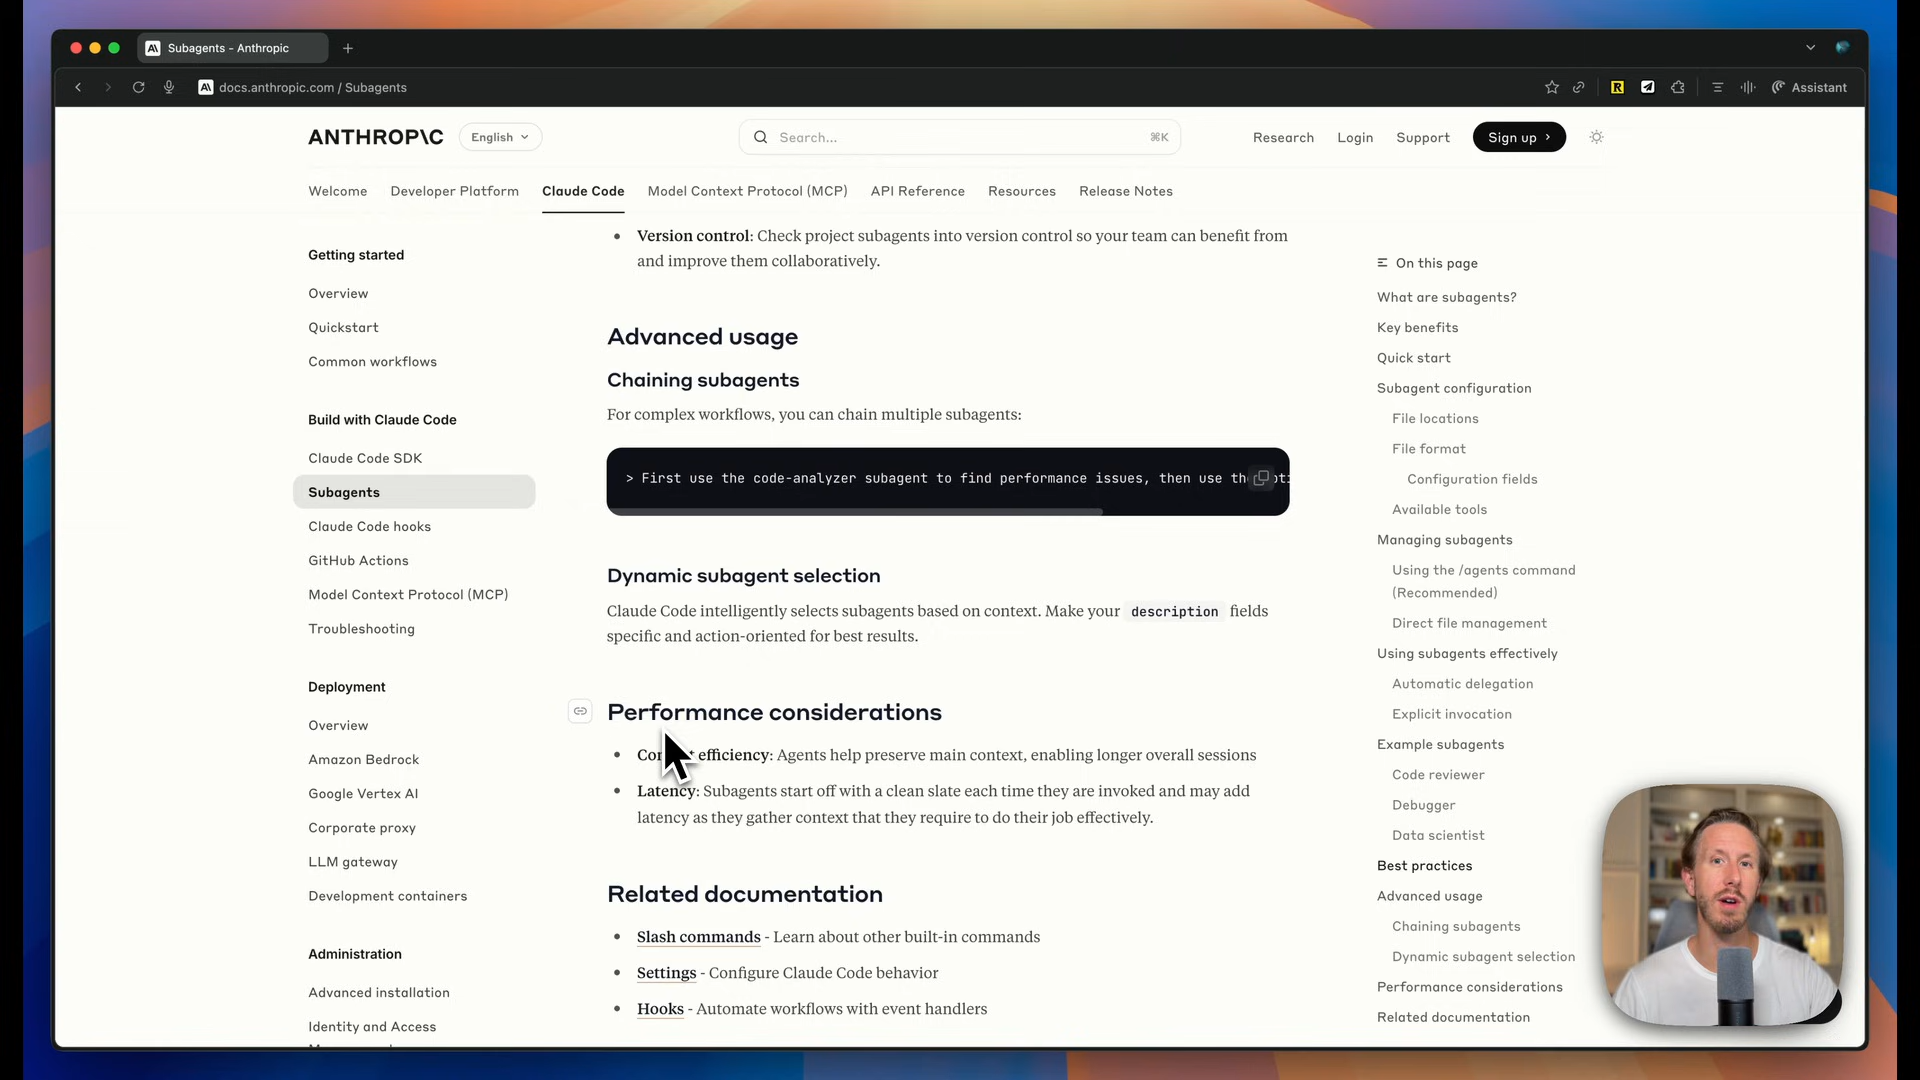 Subagents - Anthropic
docs.anthropic.com / Subagents
Assistant
ANTHROP\C
English
Search...
⌘K
Research
Login
Support
Sign up
Welcome
Developer Platform
Claude Code
Model Context Protocol (MCP)
API Reference
Resources
Release Notes
Getting started
Overview
Quickstart
Common workflows
Build with Claude Code
Claude Code SDK
Subagents
Claude Code hooks
GitHub Actions
Model Context Protocol (MCP)
Troubleshooting
Deployment
Overview
Amazon Bedrock
Google Vertex AI
Corporate proxy
LLM gateway
Development containers
Administration
Advanced installation
Identity and Access
Version control: Check project subagents into version control so your team can benefit from
and improve them collaboratively.
Advanced usage
Chaining subagents
For complex workflows, you can chain multiple subagents:
> First use the code-analyzer subagent to find performance issues, then use
Dynamic subagent selection
Claude Code intelligently selects subagents based on context. Make your description fields
specific and action-oriented for best results.
Performance considerations
efficiency: Agents help preserve main context, enabling longer overall sessions
Latency: Subagents start off with a clean slate each time they are invoked and may add
latency as they gather context that they require to do their job effectively.
Related documentation
Slash commands - Learn about other built-in commands
Settings - Configure Claude Code behavior
Hooks - Automate workflows with event handlers
On this page
What are subagents?
Key benefits
Quick start
Subagent configuration
File locations
File format
Configuration fields
Available tools
Managing subagents
Using the /agents command
(Recommended)
Direct file management
Using subagents effectively
Automatic delegation
Explicit invocation
Example subagents
Code reviewer
Debugger
Data scientist
Best practices
Advanced usage
Chaining subagents
Dynamic subagent selection
Performance considerations
Related documentation